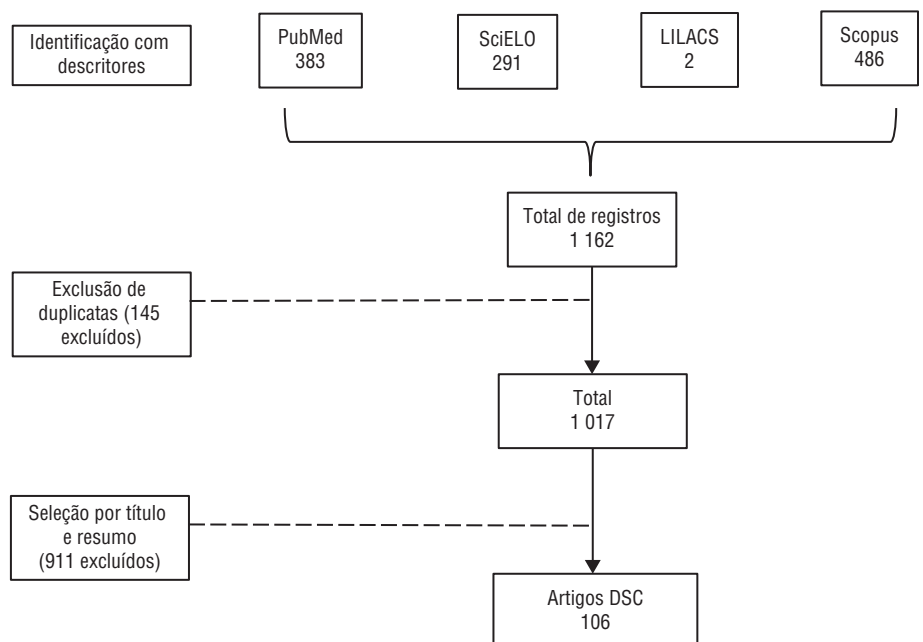 Identificação com
descritores
PubMed
383
SciELO
291
LILACS
2
Scopus
486
Total de registros
1 162
Exclusão de
duplicatas (145
excluídos)
Total
1 017
Seleção por título
e resumo
(911 excluídos)
Artigos DSC
106